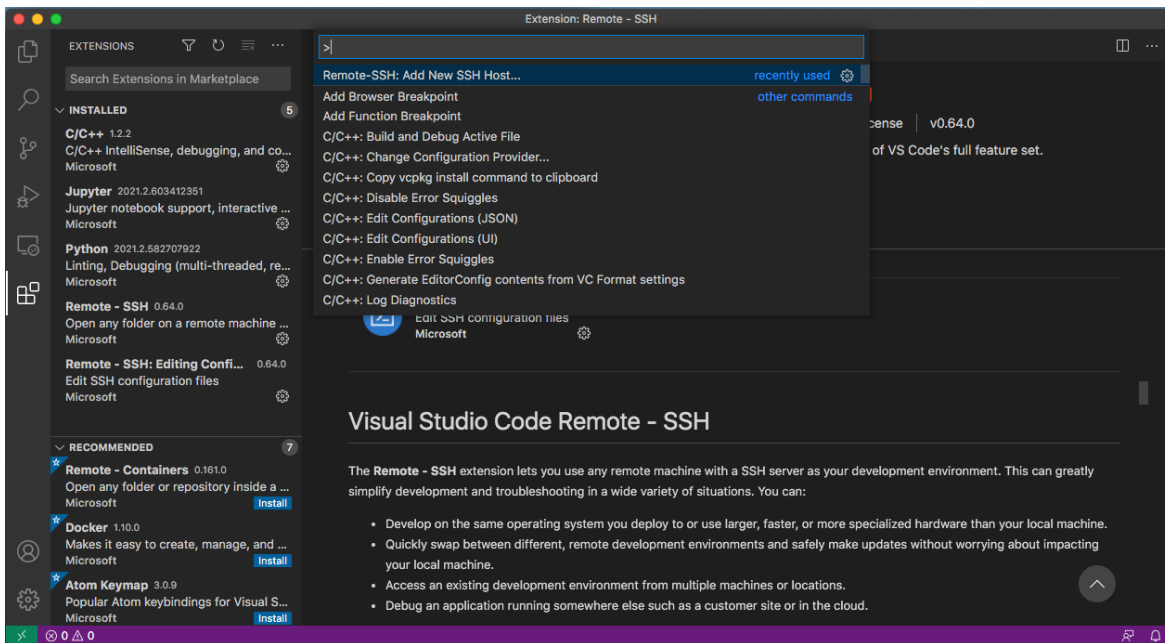 Extension: Remote - SSH
EXTENSIONS
Search Extensions in Marketplace
INSTALLED 5
C/C++ 1.2.2
C/C++ IntelliSense, debugging, and co...
Microsoft
Jupyter 2021.2.603412351
Jupyter notebook support, interactive ...
Microsoft
Python 2021.2.582707922
Linting, Debugging (multi-threaded, re...
Microsoft
Remote - SSH 0.64.0
Open any folder on a remote machine ...
Microsoft
Remote - SSH: Editing Confi... 0.64.0
Edit SSH configuration files
Microsoft
RECOMMENDED 7
Remote - Containers 0.161.0
Open any folder or repository inside a ...
Microsoft Install
Docker 1.10.0
Makes it easy to create, manage, and ...
Microsoft Install
Atom Keymap 3.0.9
Popular Atom keybindings for Visual S...
Microsoft Install
>
Remote-SSH: Add New SSH Host... recently used
Add Browser Breakpoint other commands
Add Function Breakpoint
C/C++: Build and Debug Active File
C/C++: Change Configuration Provider...
C/C++: Copy vcpkg install command to clipboard
C/C++: Disable Error Squiggles
C/C++: Edit Configurations (JSON)
C/C++: Edit Configurations (UI)
C/C++: Enable Error Squiggles
C/C++: Generate EditorConfig contents from VC Format settings
C/C++: Log Diagnostics
cense v0.64.0
of VS Code's full feature set.
Edit SSH configuration files
Microsoft
Visual Studio Code Remote - SSH
The Remote - SSH extension lets you use any remote machine with a SSH server as your development environment. This can greatly
simplify development and troubleshooting in a wide variety of situations. You can:
• Develop on the same operating system you deploy to or use larger, faster, or more specialized hardware than your local machine.
• Quickly swap between different, remote development environments and safely make updates without worrying about impacting
your local machine.
• Access an existing development environment from multiple machines or locations.
• Debug an application running somewhere else such as a customer site or in the cloud.
0 0